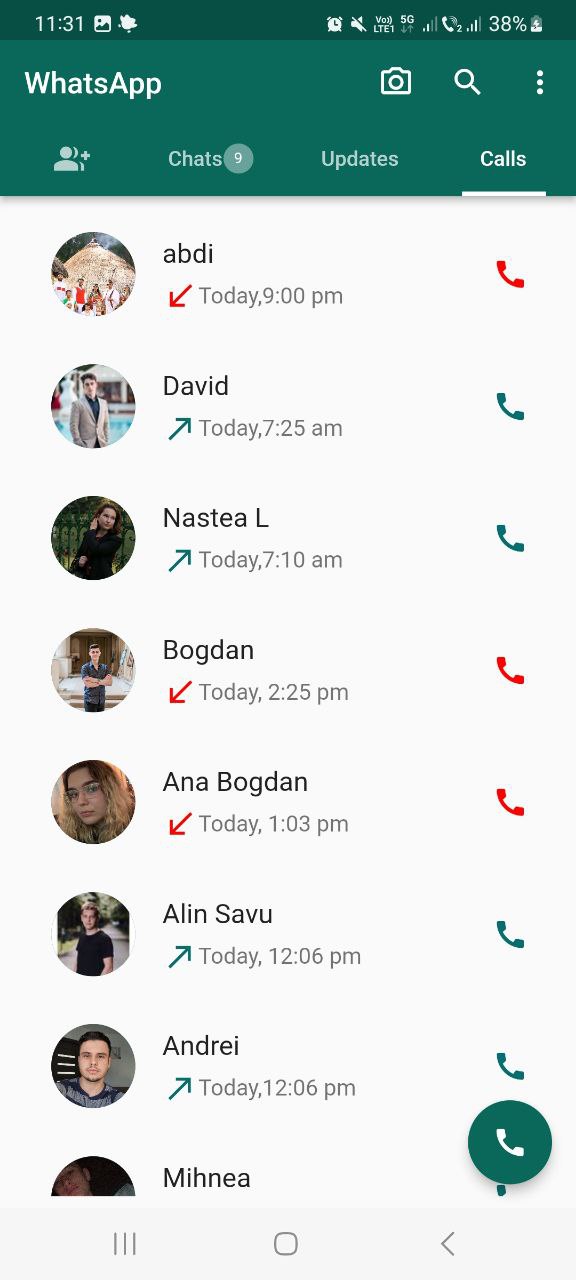 11:31
Vo)) 5G
LTE1
2
38%
WhatsApp
Chats 9 Updates Calls
abdi
Today,9:00 pm
David
Today,7:25 am
Nastea L
Today,7:10 am
Bogdan
Today, 2:25 pm
Ana Bogdan
Today, 1:03 pm
Alin Savu
Today, 12:06 pm
Andrei
Today,12:06 pm
Mihnea